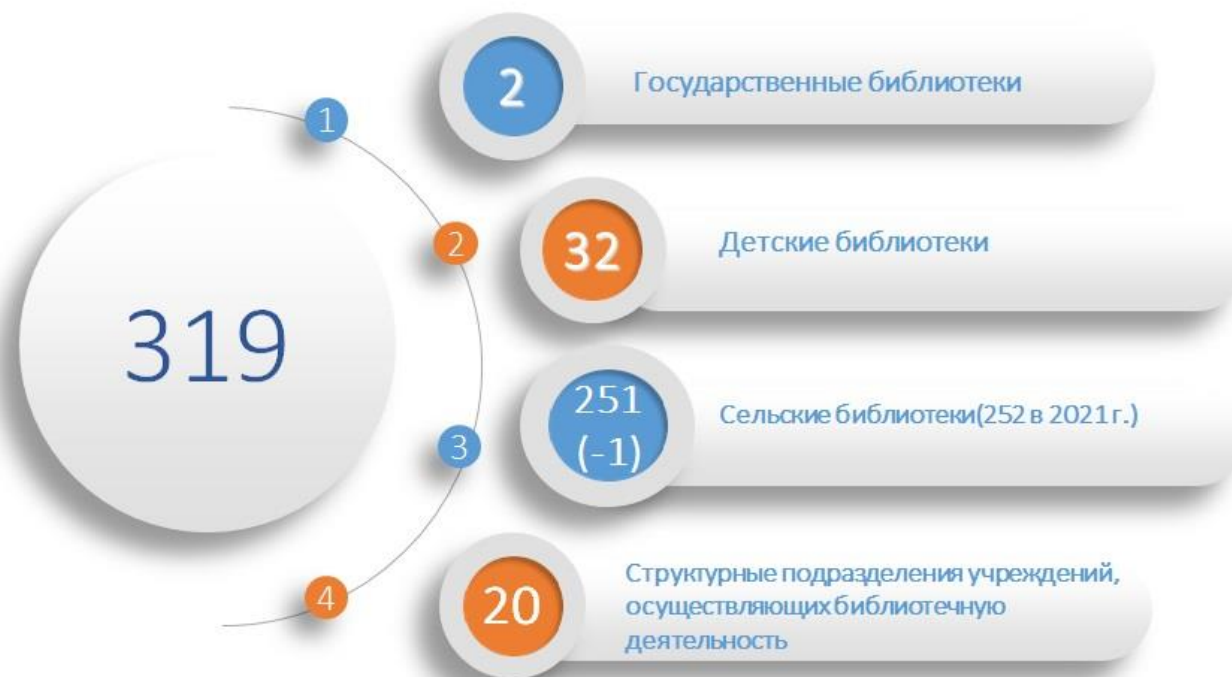 319
1
2
Государственные библиотеки
2
32
Детские библиотеки
3
251
(-1)
Сельские библиотеки(252 в 2021 г.)
4
20
Структурные подразделения учреждений,
осуществляющих библиотечную
деятельность